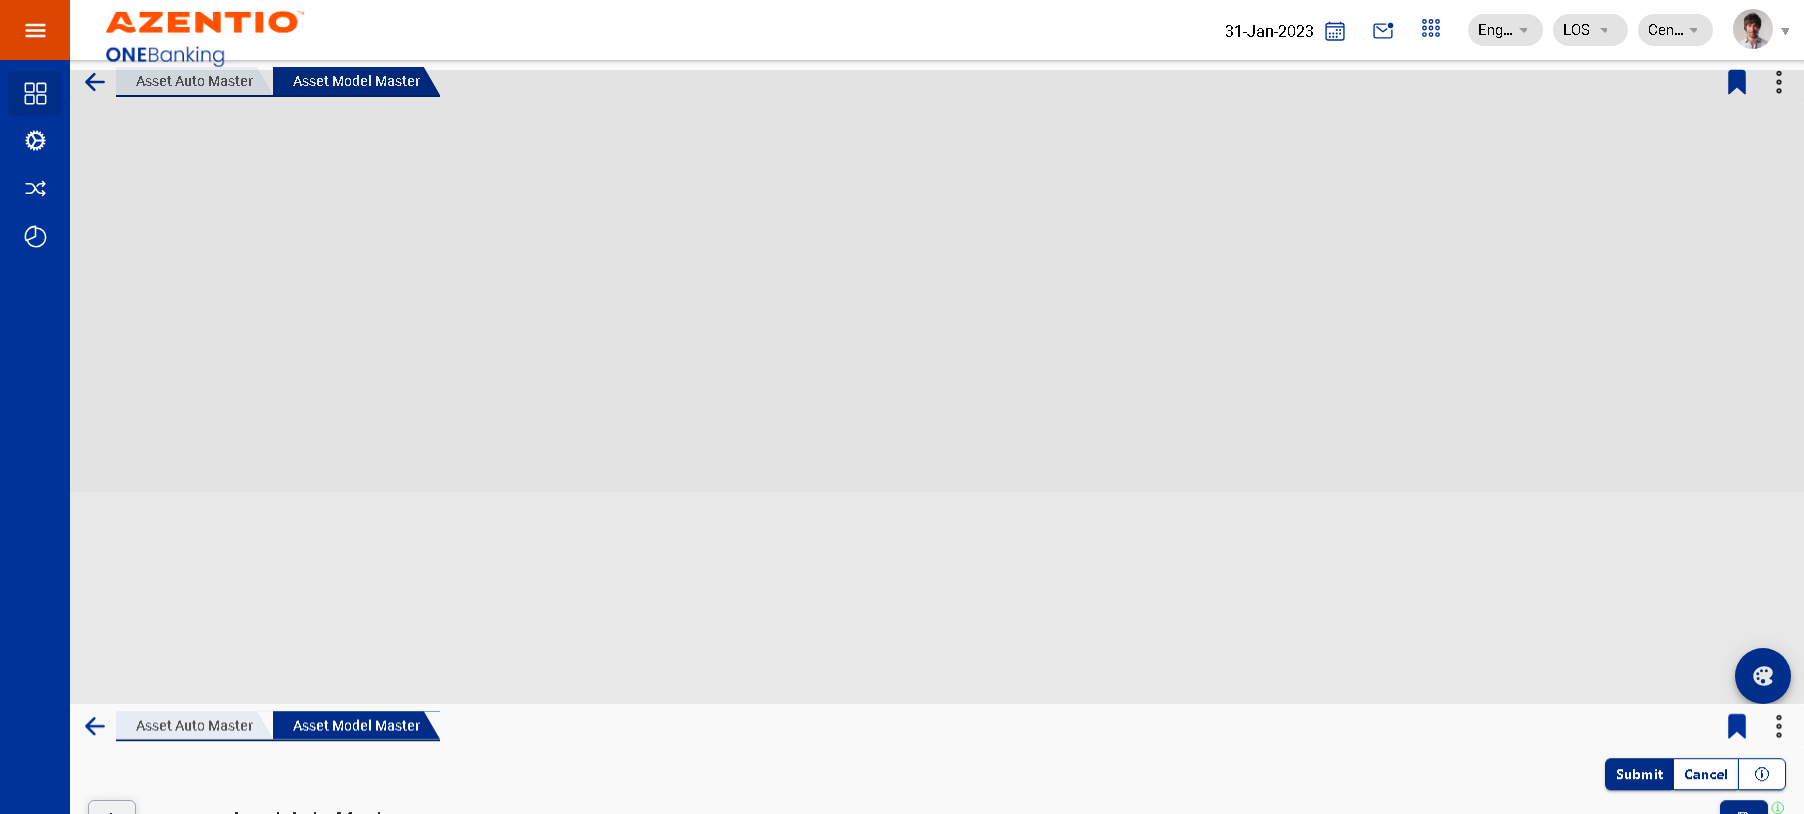 AZENTIO™
ONEBanking
31-Jan-2023
Eng...
LOS
Cen...
Asset Auto Master
Asset Model Master
Asset Auto Master
Asset Model Master
Submit
Cancel